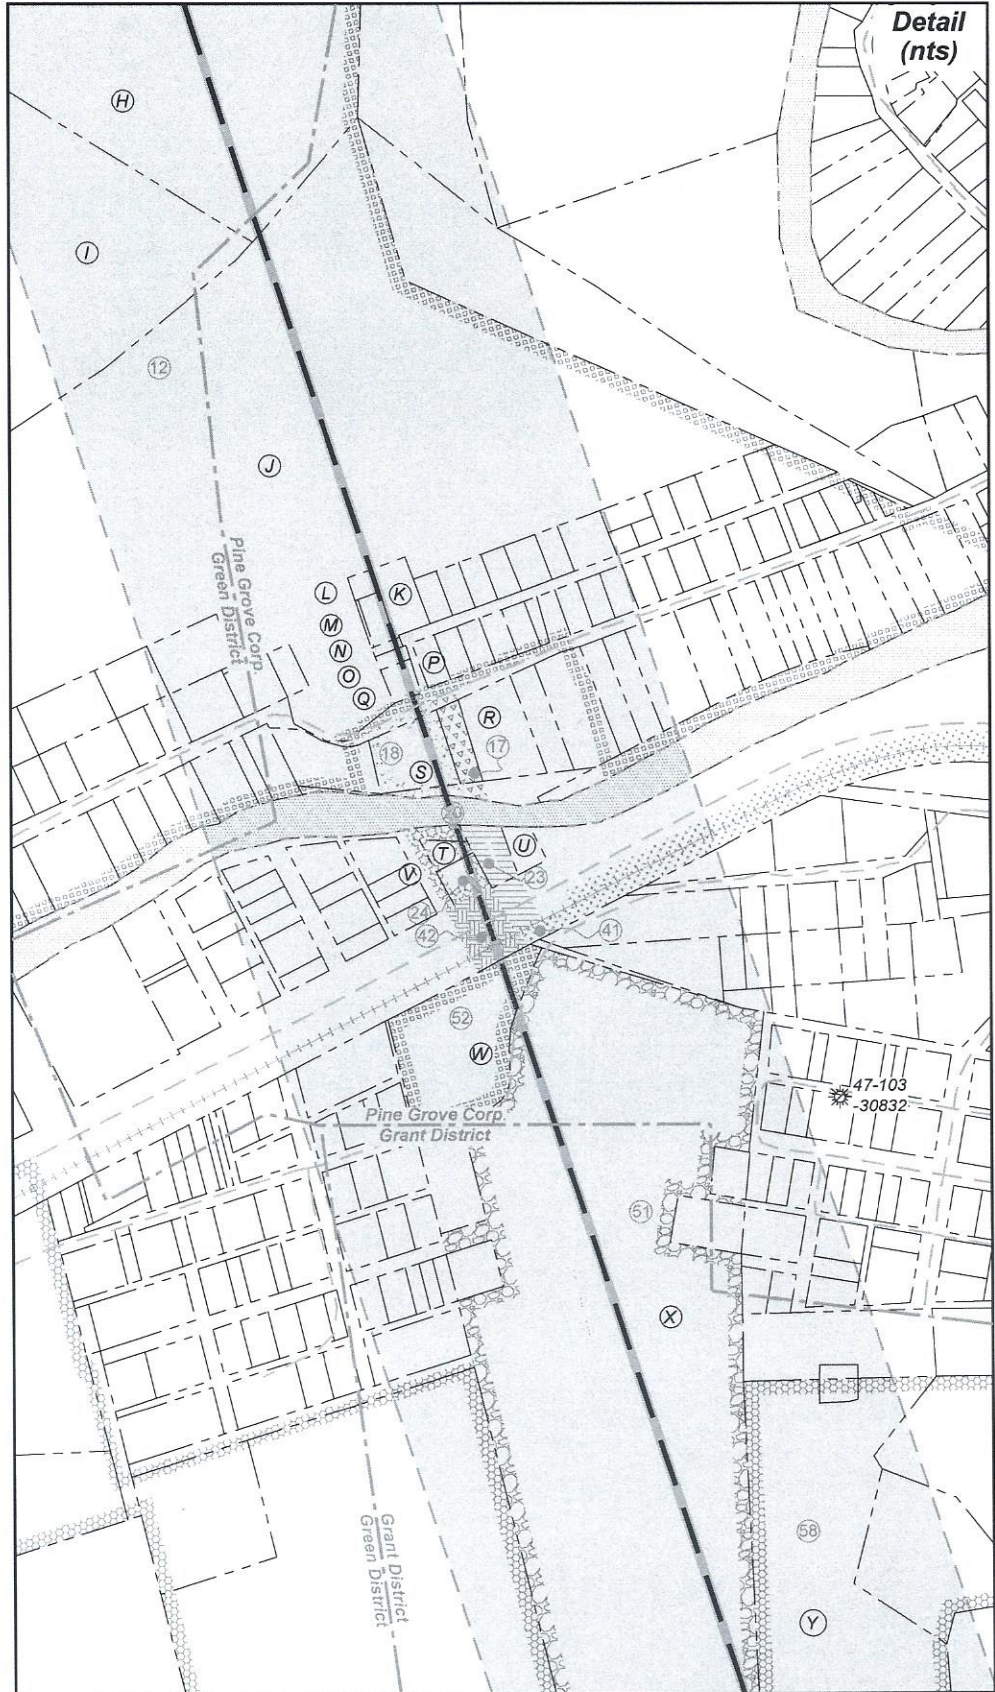 Detail
(nts)
H
I
12
J
Pine Grove Corp.
Green District
L
K
M
N
O
P
Q
R
17
18
S
T
U
V
23
24
42
41
52
W
47-103
-30832
Pine Grove Corp.
Grant District
51
X
58
Grant District
Green District
Y